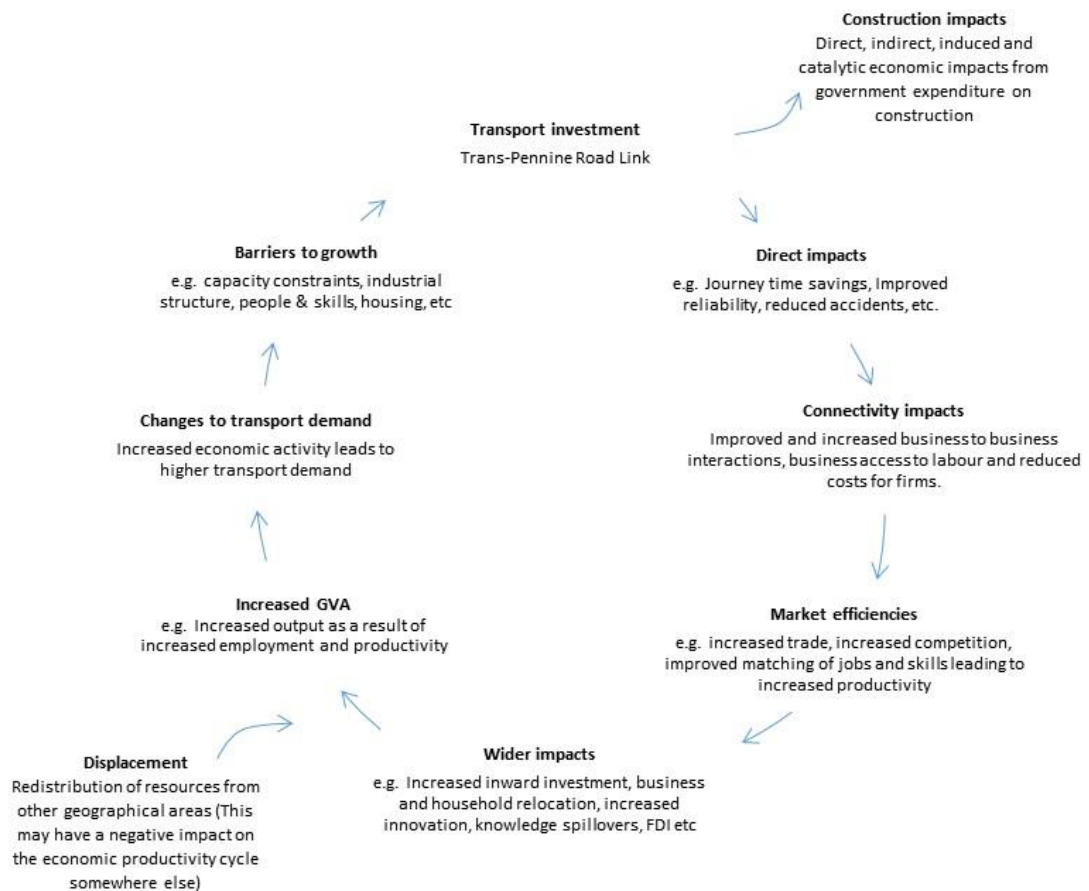 Construction impacts
Direct, indirect, induced and
catalytic economic impacts from
government expenditure on
construction
Transport investment
Trans-Pennine Road Link
Direct impacts
e.g. Journey time savings, Improved
reliability, reduced accidents, etc.
Connectivity impacts
Improved and increased business to business
interactions, business access to labour and reduced
costs for firms.
Market efficiencies
e.g. increased trade, increased competition,
improved matching of jobs and skills leading to
increased productivity
Wider impacts
e.g. Increased inward investment, business
and household relocation, increased
innovation, knowledge spillovers, FDI etc
Displacement
Redistribution of resources from
other geographical areas (This
may have a negative impact on
the economic productivity cycle
somewhere else)
Increased GVA
e.g. Increased output as a result of
increased employment and productivity
Changes to transport demand
Increased economic activity leads to
higher transport demand
Barriers to growth
e.g. capacity constraints, industrial
structure, people & skills, housing, etc